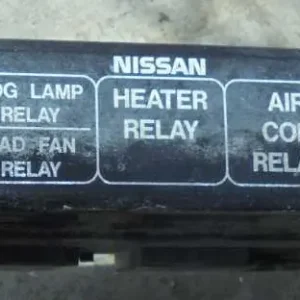 NISSAN
OG LAMP
RELAY
AD FAN
RELAY
HEATER
RELAY
AIR
CO
RELA